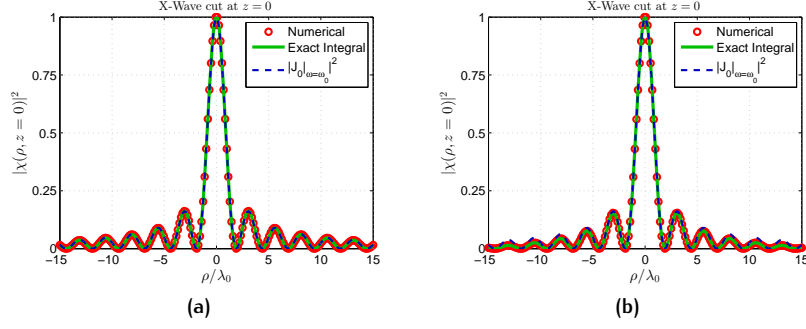 X-Wave cut at z = 0
1
0.75
0.5
0.25
0
|χ(ρ, z = 0)|²
Numerical
Exact Integral
|J₀|ω=ω₀|²
-15
-10
-5
0
5
10
15
ρ/λ₀
(a)
X-Wave cut at z = 0
1
0.75
0.5
0.25
0
|χ(ρ, z = 0)|²
Numerical
Exact Integral
|J₀|ω=ω₀|²
-15
-10
-5
0
5
10
15
ρ/λ₀
(b)